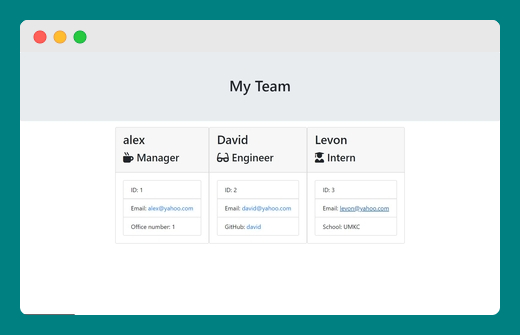 My Team
alex
Manager
ID: 1
Email: alex@yahoo.com
Office number: 1
David
Engineer
ID: 2
Email: david@yahoo.com
GitHub: david
Levon
Intern
ID: 3
Email: levon@yahoo.com
School: UMKC